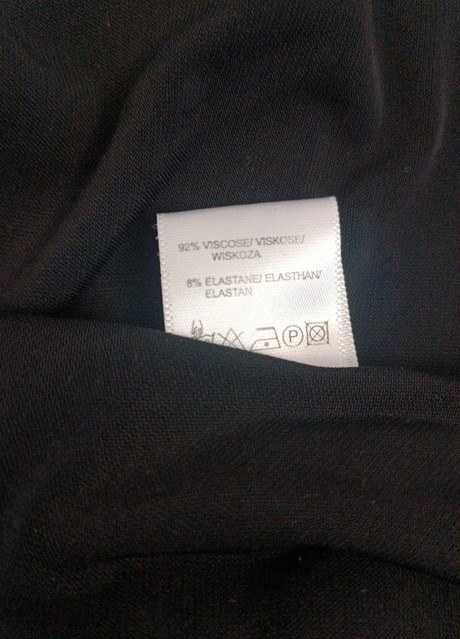 92% VISCOSE/ VISKOSE/
WISKOZA
8% ELASTANE/ ELASTHAN/
ELASTAN
P